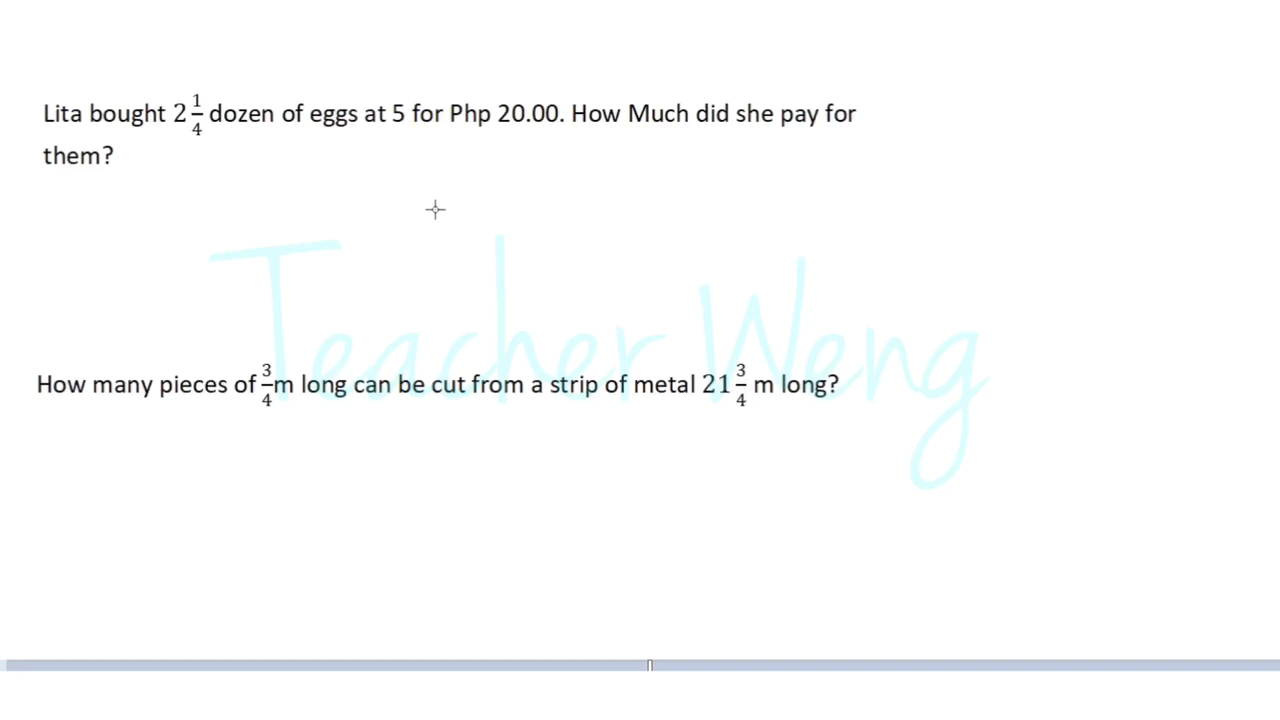 Lita bought 2 1/4 dozen of eggs at 5 for Php 20.00. How Much did she pay for
them?
Teacher Weng
How many pieces of 3/4 m long can be cut from a strip of metal 21 3/4 m long?